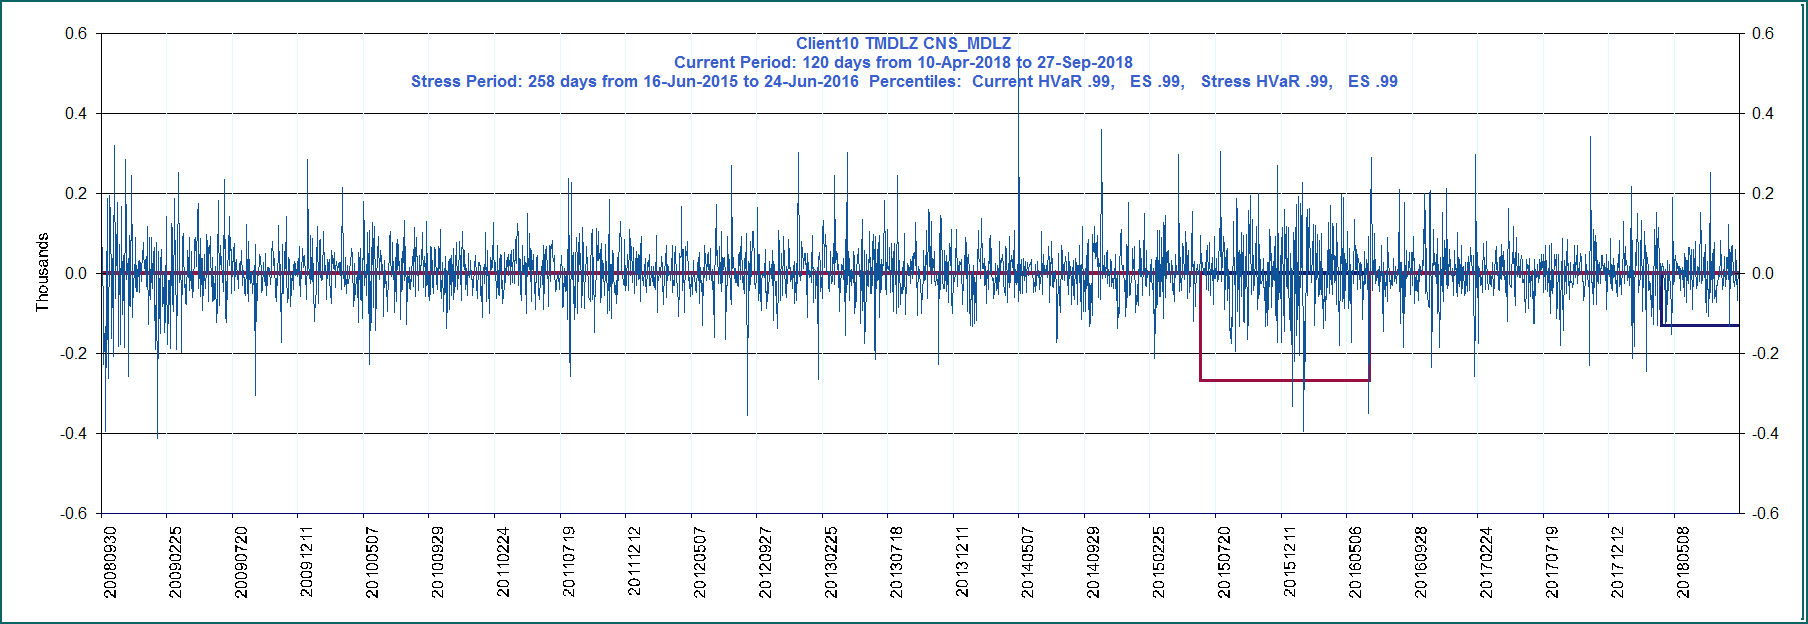 Client10 TMDLZ CNS_MDLZ
Current Period: 120 days from 10-Apr-2018 to 27-Sep-2018
Stress Period: 258 days from 16-Jun-2015 to 24-Jun-2016  Percentiles:  Current HVaR .99,   ES .99,   Stress HVaR .99,   ES .99
0.6 0.6
0.4 0.4
0.2 0.2
0.0 0.0
-0.2 -0.2
-0.4 -0.4
-0.6 -0.6
Thousands
20080930 20090225 20090720 20091211 20100507 20100929 20110224 20110719 20111212 20120507 20120927 20130225 20130718 20131211 20140507 20140929 20150225 20150720 20151211 20160506 20160928 20170224 20170719 20171212 20180508